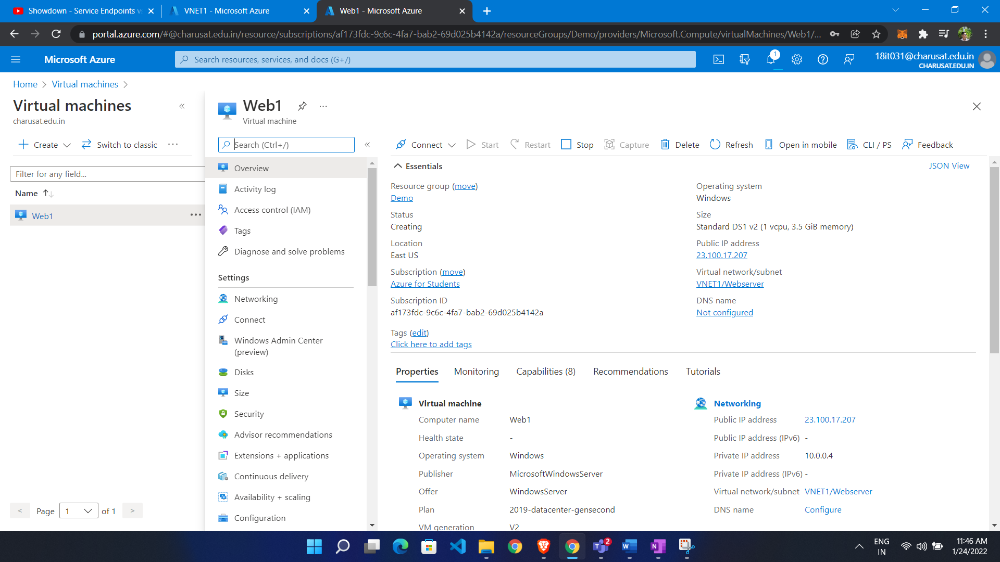 Showdown - Service Endpoints vs
VNET1 - Microsoft Azure
Web1 - Microsoft Azure
portal.azure.com/#@charusat.edu.in/resource/subscriptions/af173fdc-9c6c-4fa7-bab2-69d025b4142a/resourceGroups/Demo/providers/Microsoft.Compute/virtualMachines/Web1/...
Microsoft Azure
Search resources, services, and docs (G+/)
1
18it031@charusat.edu.in
CHARUSAT.EDU.IN
Home > Virtual machines >
Virtual machines
charusat.edu.in
Create
Switch to classic
Filter for any field...
Name
Web1
< Page 1 of 1 >
Web1
Virtual machine
Search (Ctrl+/)
Overview
Activity log
Access control (IAM)
Tags
Diagnose and solve problems
Settings
Networking
Connect
Windows Admin Center
(preview)
Disks
Size
Security
Advisor recommendations
Extensions + applications
Continuous delivery
Availability + scaling
Configuration
Connect
Start
Restart
Stop
Capture
Delete
Refresh
Open in mobile
CLI / PS
Feedback
Essentials
JSON View
Resource group (move)
Demo
Status
Creating
Location
East US
Subscription (move)
Azure for Students
Subscription ID
af173fdc-9c6c-4fa7-bab2-69d025b4142a
Operating system
Windows
Size
Standard DS1 v2 (1 vcpu, 3.5 GiB memory)
Public IP address
23.100.17.207
Virtual network/subnet
VNET1/Webserver
DNS name
Not configured
Tags (edit)
Click here to add tags
Properties
Monitoring
Capabilities (8)
Recommendations
Tutorials
Virtual machine
Computer name Web1
Health state -
Operating system Windows
Publisher MicrosoftWindowsServer
Offer WindowsServer
Plan 2019-datacenter-gensecond
VM generation V2
Networking
Public IP address 23.100.17.207
Public IP address (IPv6) -
Private IP address 10.0.0.4
Private IP address (IPv6) -
Virtual network/subnet VNET1/Webserver
DNS name Configure
2
ENG
IN
11:46 AM
1/24/2022